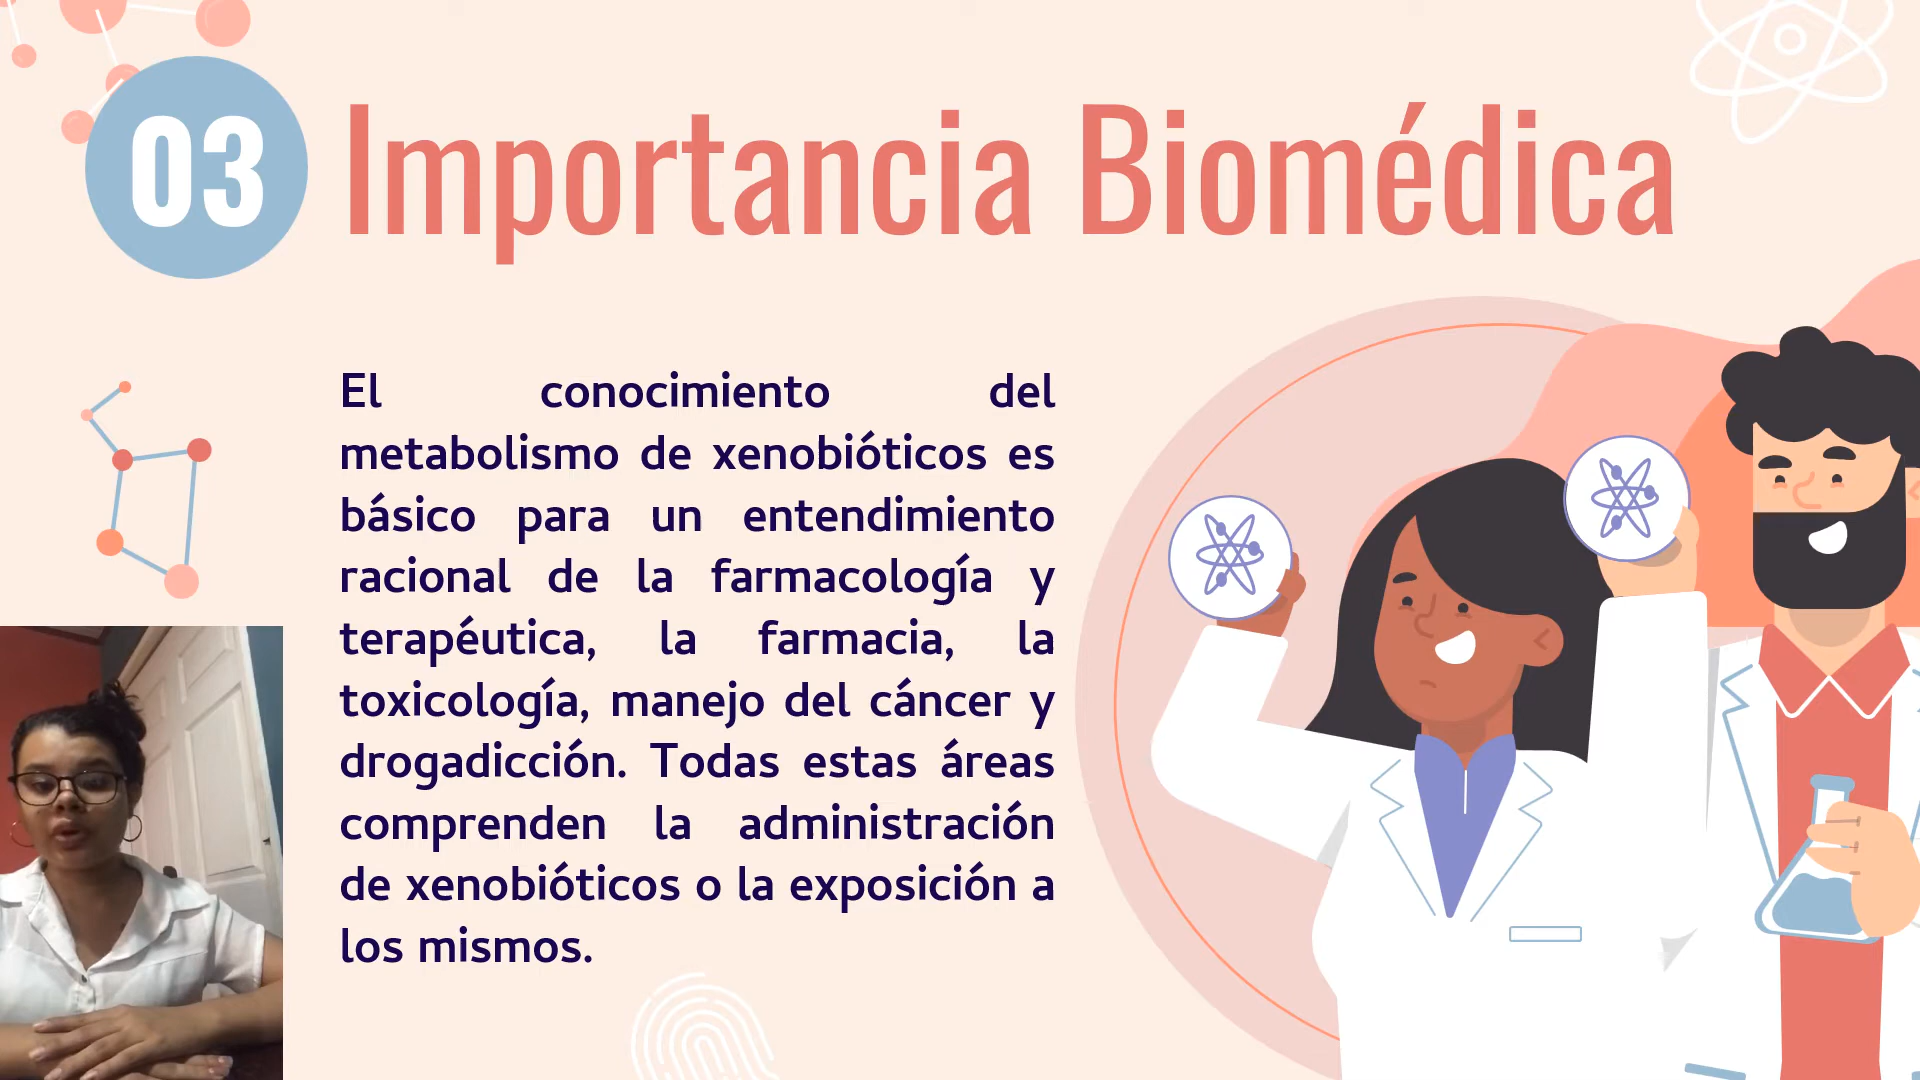 03 Importancia Biomédica
El conocimiento del
metabolismo de xenobióticos es
básico para un entendimiento
racional de la farmacología y
terapéutica, la farmacia, la
toxicología, manejo del cáncer y
drogadicción. Todas estas áreas
comprenden la administración
de xenobióticos o la exposición a
los mismos.